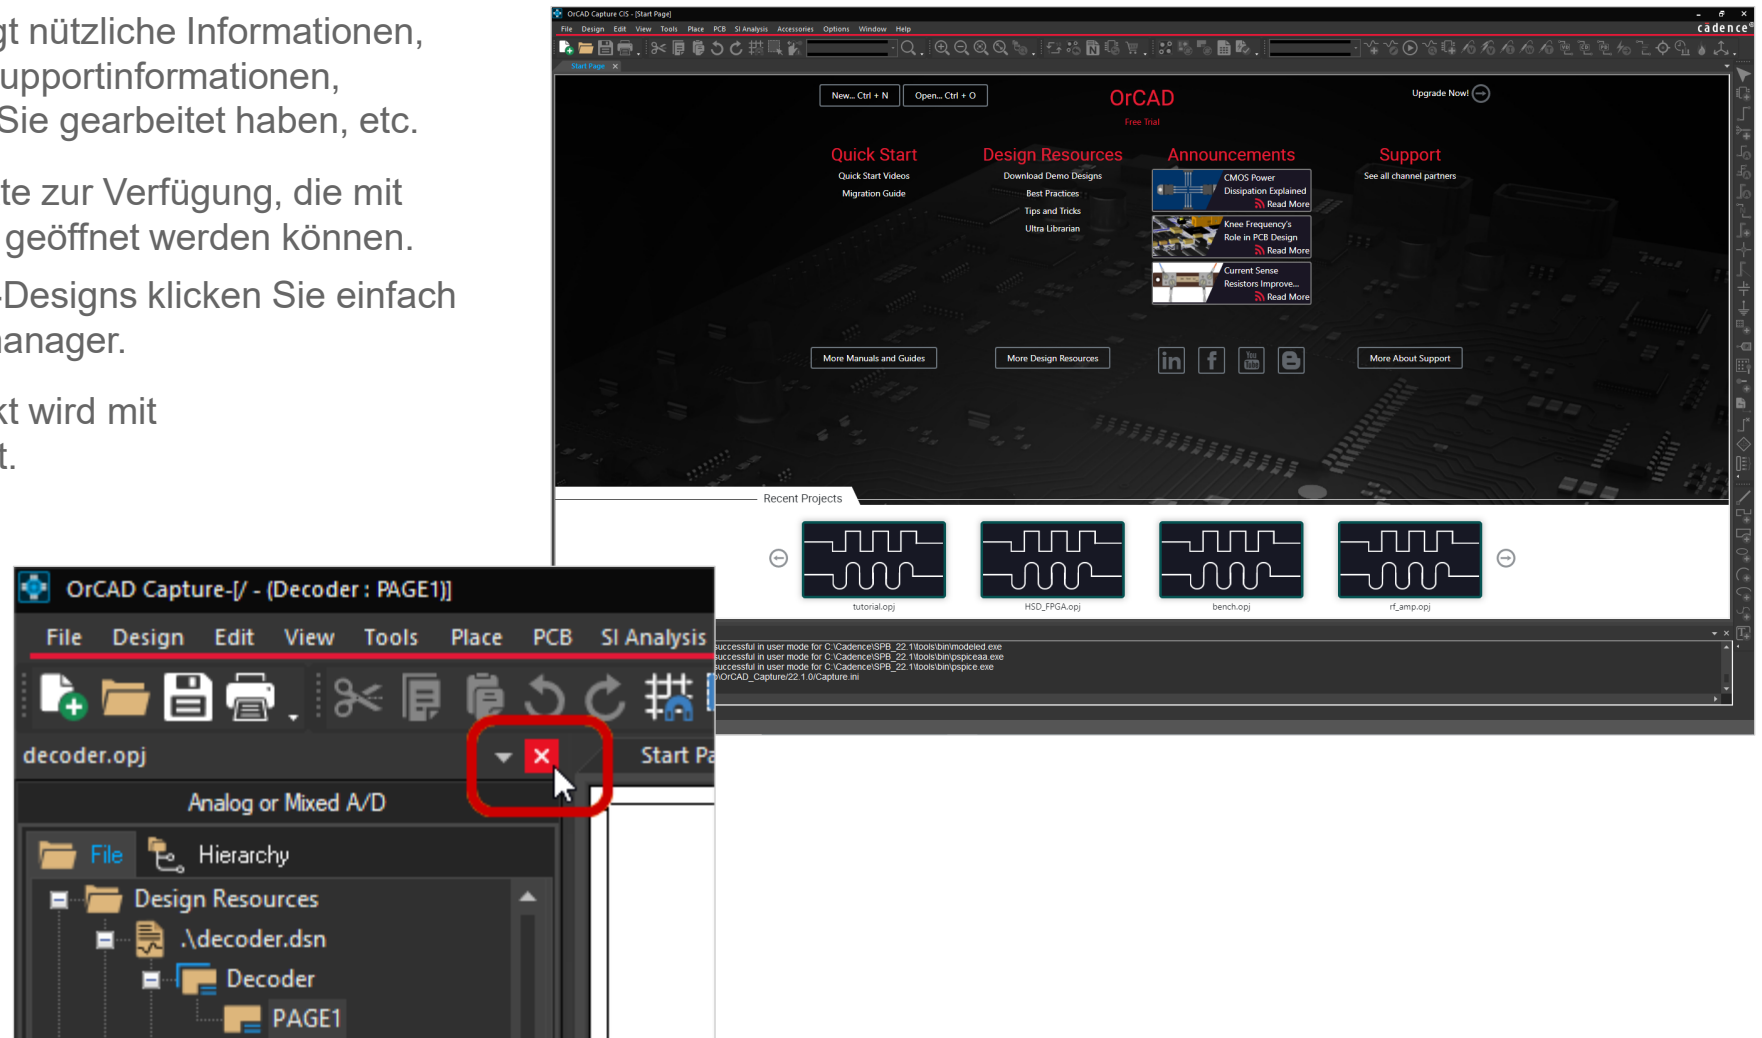 gt nützliche Informationen,
upportinformationen,
Sie gearbeitet haben, etc.
te zur Verfügung, die mit
geöffnet werden können.
-Designs klicken Sie einfach
manager.
kt wird mit
t.
OrCAD Capture CIS - [Start Page]
File Design Edit View Tools Place PCB SI Analysis Accessories Options Window Help
cādence
Start Page
New... Ctrl + N
Open... Ctrl + O
OrCAD
Free Trial
Upgrade Now!
Quick Start
Quick Start Videos
Migration Guide
Design Resources
Download Demo Designs
Best Practices
Tips and Tricks
Ultra Librarian
Announcements
CMOS Power
Dissipation Explained
Read More
Knee Frequency's
Role in PCB Design
Read More
Current Sense
Resistors Improve...
Read More
Support
See all channel partners
More Manuals and Guides
More Design Resources
in f You Tube B
More About Support
Recent Projects
tutorial.opj
HSD_FPGA.opj
bench.opj
rf_amp.opj
successful in user mode for C:\Cadence\SPB_22.1\tools\bin\modeled.exe
successful in user mode for C:\Cadence\SPB_22.1\tools\bin\pspiceaa.exe
successful in user mode for C:\Cadence\SPB_22.1\tools\bin\pspice.exe
\OrCAD_Capture/22.1.0/Capture.ini
OrCAD Capture-[/ - (Decoder : PAGE1)]
File Design Edit View Tools Place PCB SI Analysis
decoder.opj
Start Pa
Analog or Mixed A/D
File
Hierarchy
Design Resources
.\decoder.dsn
Decoder
PAGE1